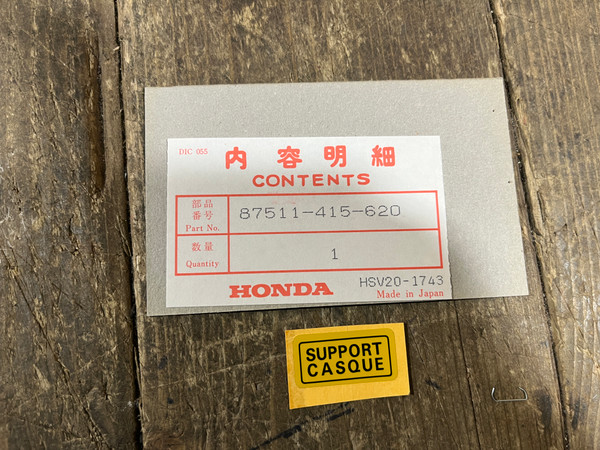 DIC 055
内容明細
CONTENTS
部品
番号
Part No.
87511-415-620
数量
Quantity
1
HONDA
HSV20-1743
Made in Japan
SUPPORT
CASQUE